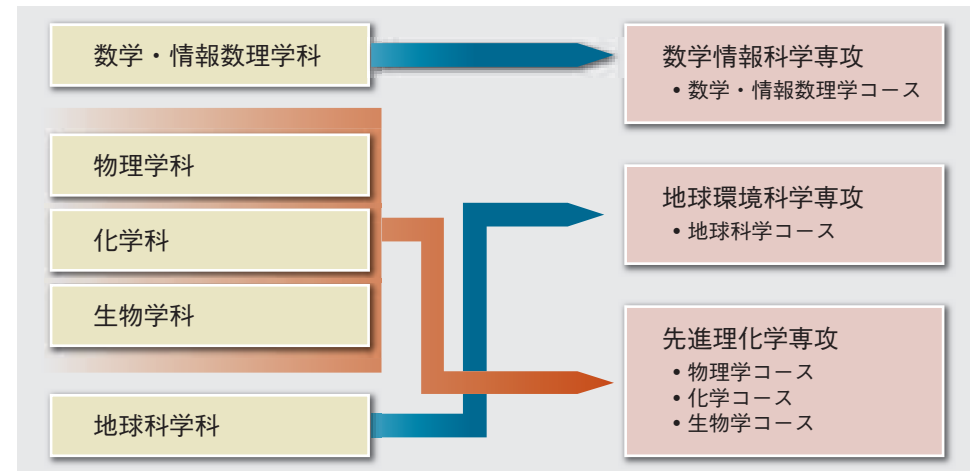 数学・情報数理学科
物理学科
化学科
生物学科
地球科学科
数学情報科学専攻
• 数学・情報数理学コース
地球環境科学専攻
• 地球科学コース
先進理化学専攻
• 物理学コース
• 化学コース
• 生物学コース